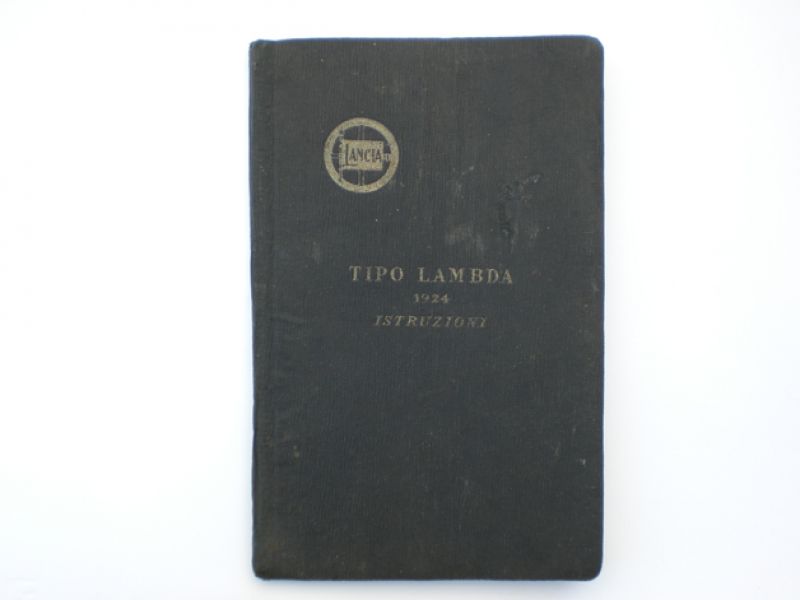 LANCIA
TIPO LAMBDA
1924
ISTRUZIONI